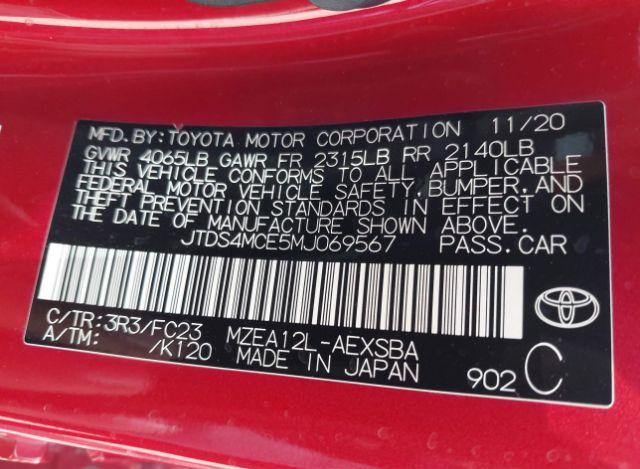 MFD. BY: TOYOTA MOTOR CORPORATION 11/20
GVWR 4065LB GAWR FR 2315LB RR 2140LB
THIS VEHICLE CONFORMS TO ALL APPLICABLE
FEDERAL MOTOR VEHICLE SAFETY, BUMPER, AND
THEFT PREVENTION STANDARDS IN EFFECT ON
THE DATE OF MANUFACTURE SHOWN ABOVE.
JTDS4MCE5MJ069567 PASS.CAR
C/TR: 3R3/FC23 MZEA12L-AEXSBA
A/TM: /K120 MADE IN JAPAN
902 C